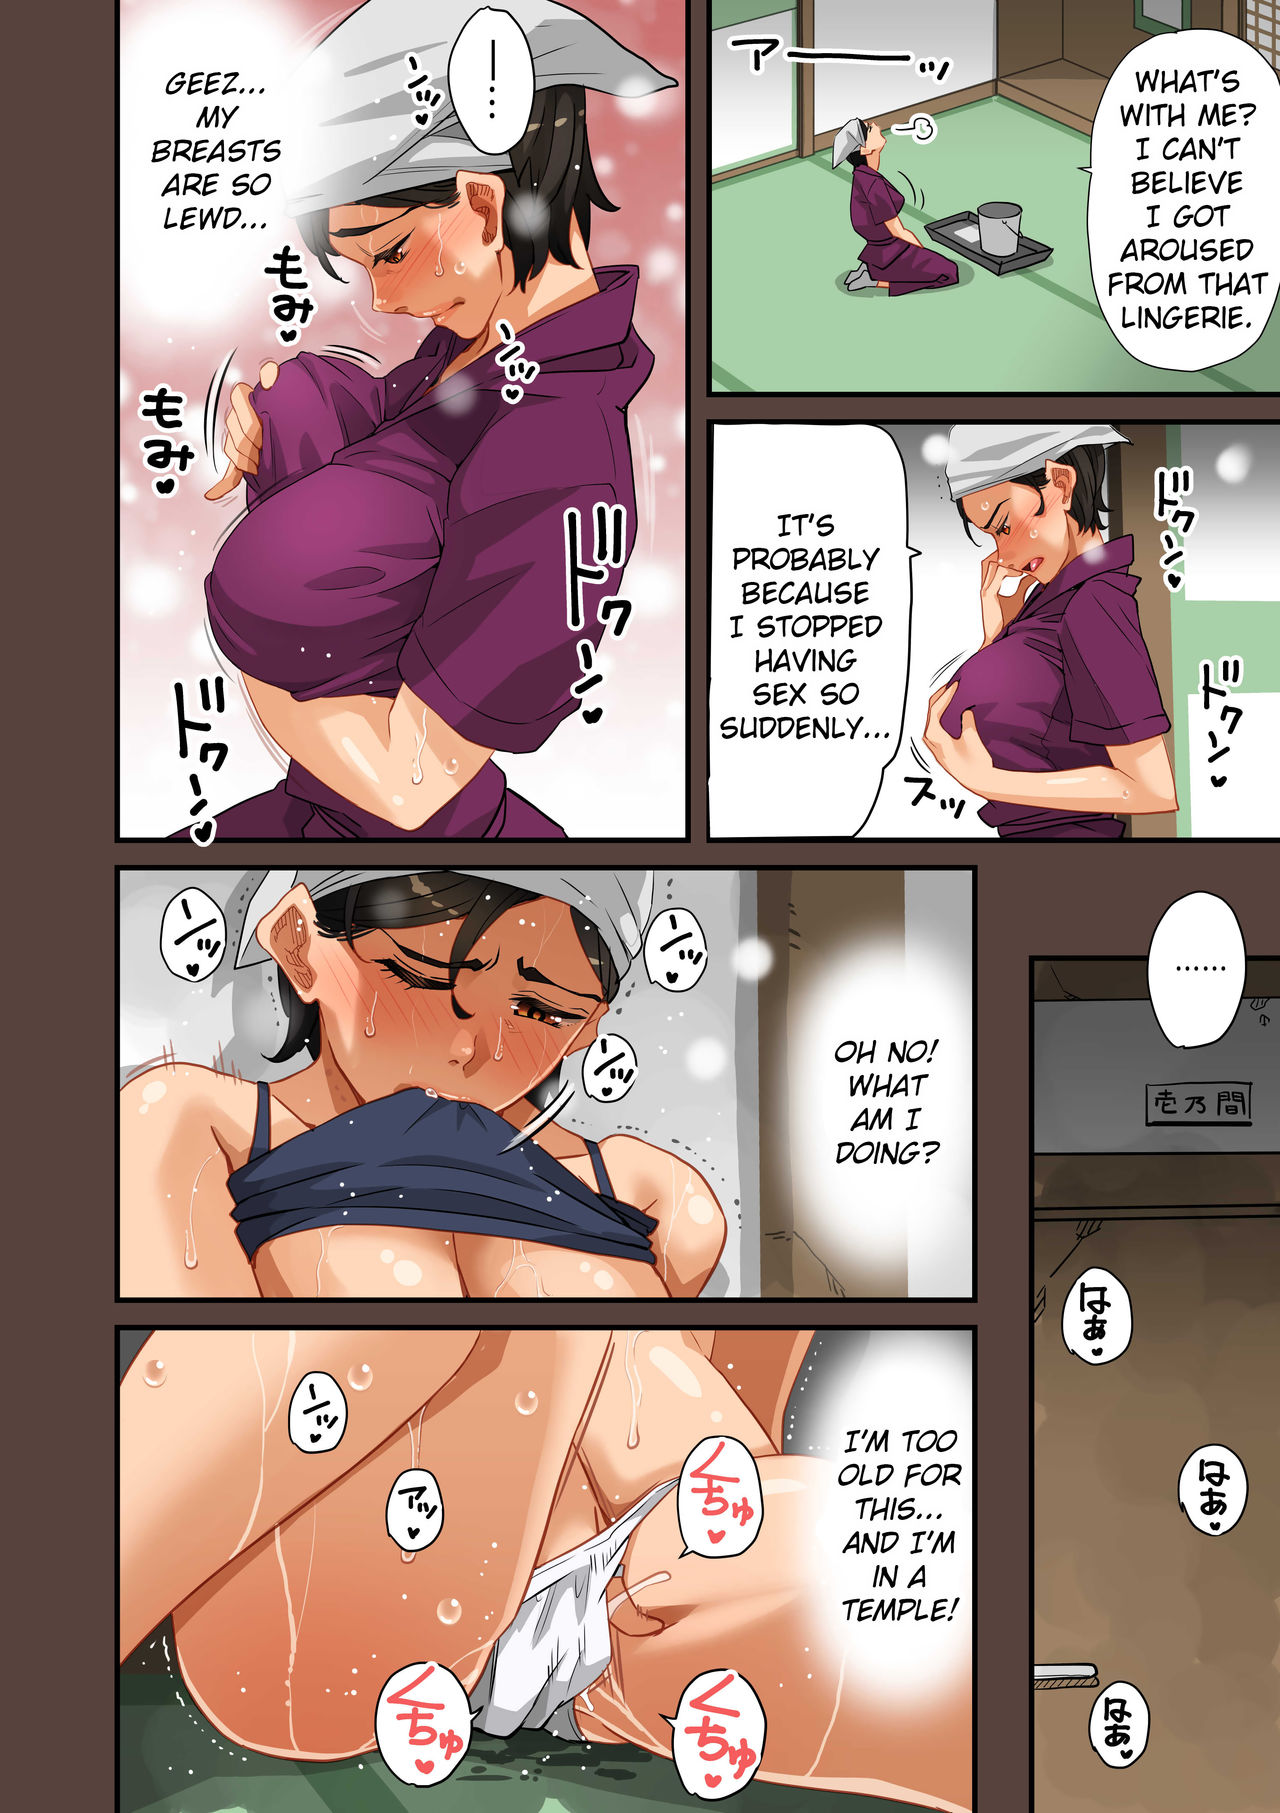 WHAT'S
WITH ME?
I CAN'T
BELIEVE
I GOT
AROUSED
FROM THAT
LINGERIE.
アーーッ
IT'S
PROBABLY
BECAUSE
I STOPPED
HAVING
SEX SO
SUDDENLY...
ドクン♥
ドクン♥
スッ
GEEZ...
MY
BREASTS
ARE SO
LEWD...
ンッ♥
ンッ♥
もみ♥
もみ♥
ドクン♥
ドクン♥
......
壱乃間
はぁ♥
はぁ♥
はぁ♥
OH NO!
WHAT
AM I
DOING?
ンッ♥
ンッ♥
ンッ♥
I'M TOO
OLD FOR
THIS...
AND I'M
IN A
TEMPLE!
ンッ♥
アッ♥
くちゅ♥
くちゅ♥
くちゅ♥